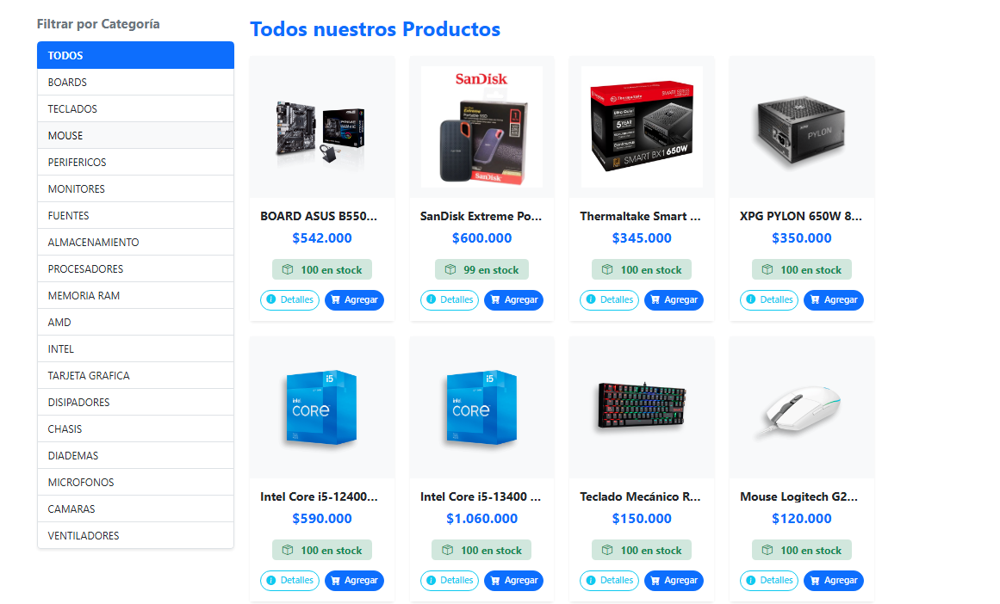 Filtrar por Categoría
TODOS
BOARDS
TECLADOS
MOUSE
PERIFERICOS
MONITORES
FUENTES
ALMACENAMIENTO
PROCESADORES
MEMORIA RAM
AMD
INTEL
TARJETA GRAFICA
DISIPADORES
CHASIS
DIADEMAS
MICROFONOS
CAMARAS
VENTILADORES
Todos nuestros Productos
SanDisk
Extreme
Portable SSD
SanDisk
SMART SERIES
Thermaltake
5 YEAR
SMART BX1 650W
PYLON
BOARD ASUS B550...
$542.000
100 en stock
Detalles
Agregar
SanDisk Extreme Po...
$600.000
99 en stock
Detalles
Agregar
Thermaltake Smart ...
$345.000
100 en stock
Detalles
Agregar
XPG PYLON 650W 8...
$350.000
100 en stock
Detalles
Agregar
i5
intel
CORE
Intel Core i5-12400...
$590.000
100 en stock
Detalles
Agregar
i5
intel
CORE
Intel Core i5-13400 ...
$1.060.000
100 en stock
Detalles
Agregar
Teclado Mecánico R...
$150.000
100 en stock
Detalles
Agregar
Mouse Logitech G2...
$120.000
100 en stock
Detalles
Agregar